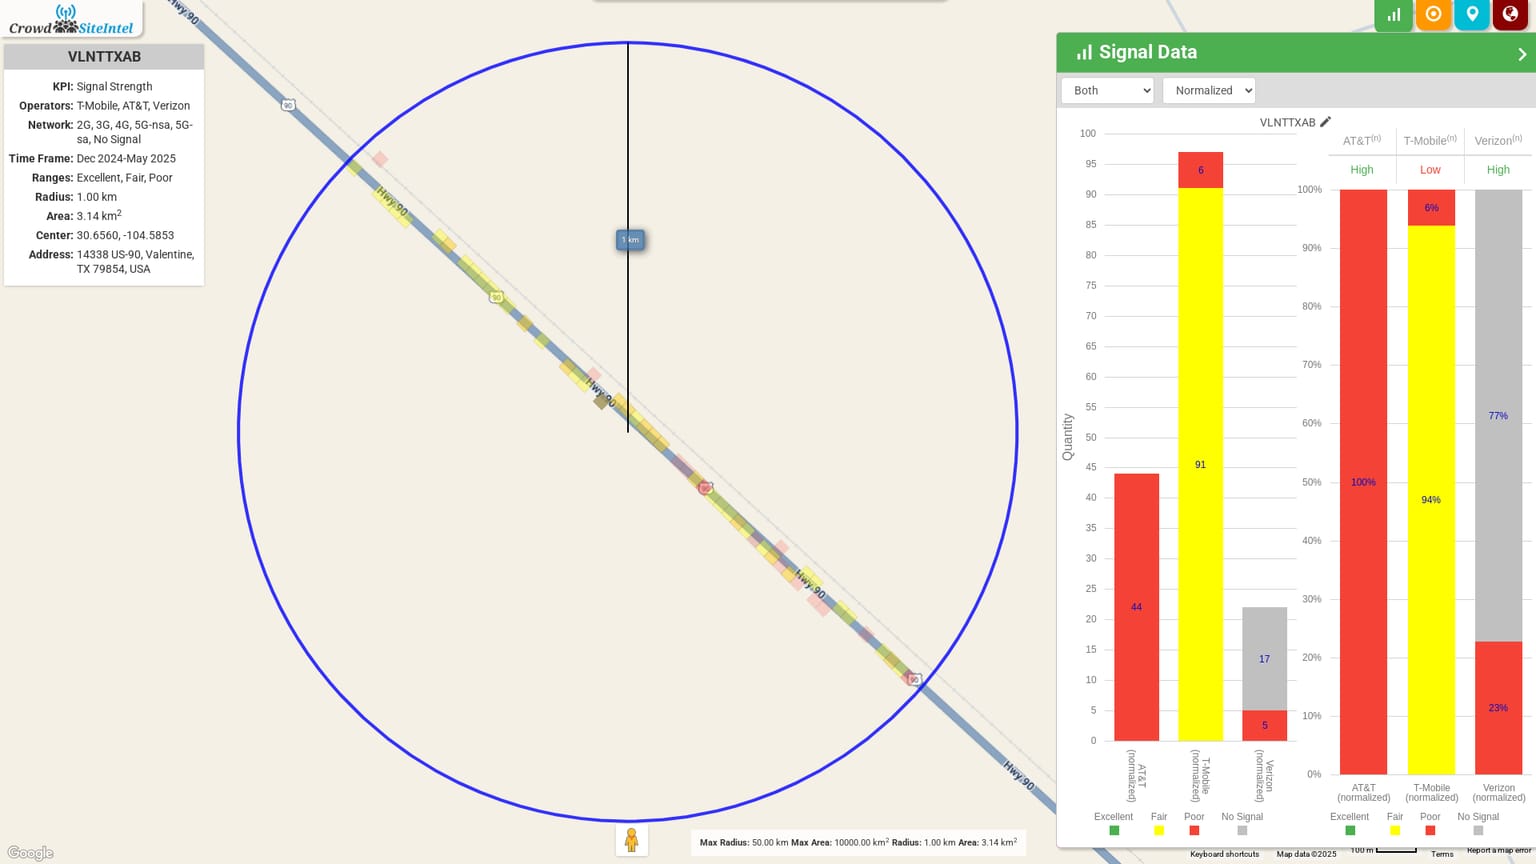 Crowd SiteIntel
VLNTTXAB
KPI: Signal Strength
Operators: T-Mobile, AT&T, Verizon
Network: 2G, 3G, 4G, 5G-nsa, 5G-
sa, No Signal
Time Frame: Dec 2024-May 2025
Ranges: Excellent, Fair, Poor
Radius: 1.00 km
Area: 3.14 km²
Center: 30.6560, -104.5853
Address: 14338 US-90, Valentine,
TX 79854, USA
Hwy.90
90
Hwy.90
90
1 km
Hwy.90
Hwy.90
90
Hwy.90
Signal Data
Both
Normalized
VLNTTXAB
AT&T(n) T-Mobile(n) Verizon(n)
High Low High
Quantity
100
95
90
85
80
75
70
65
60
55
50
45
40
35
30
25
20
15
10
5
0
6
91
44
17
5
AT&T
(normalized)
T-Mobile
(normalized)
Verizon
(normalized)
Excellent Fair Poor No Signal
100%
90%
80%
70%
60%
50%
40%
30%
20%
10%
0%
6%
77%
100%
94%
23%
AT&T
(normalized)
T-Mobile
(normalized)
Verizon
(normalized)
Excellent Fair Poor No Signal
Max Radius: 50.00 km Max Area: 10000.00 km² Radius: 1.00 km Area: 3.14 km²
Google
Keyboard shortcuts
Map data ©2025
100 m
Terms
Report a map error